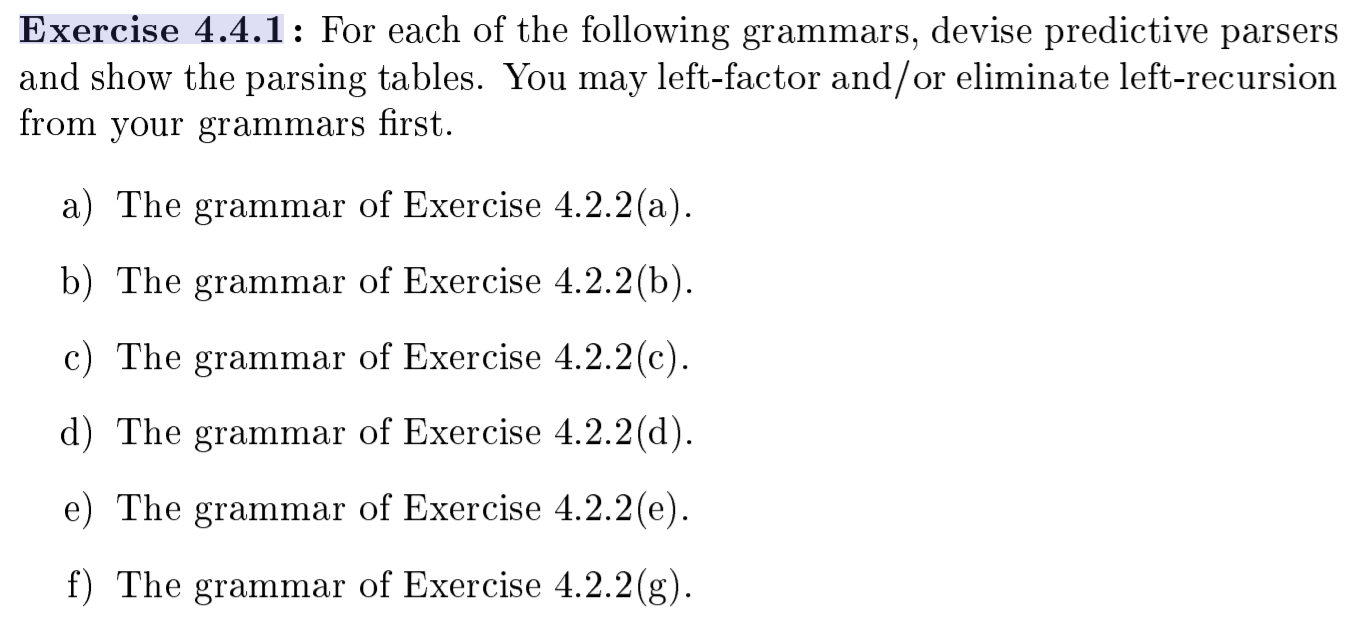 Exercise 4.4.1: For each of the following grammars, devise predictive parsers
and show the parsing tables. You may left-factor and/or eliminate left-recursion
from your grammars first.
a) The grammar of Exercise 4.2.2(a).
b) The grammar of Exercise 4.2.2(b).
c) The grammar of Exercise 4.2.2(c).
d) The grammar of Exercise 4.2.2(d).
e) The grammar of Exercise 4.2.2(e).
f) The grammar of Exercise 4.2.2(g).